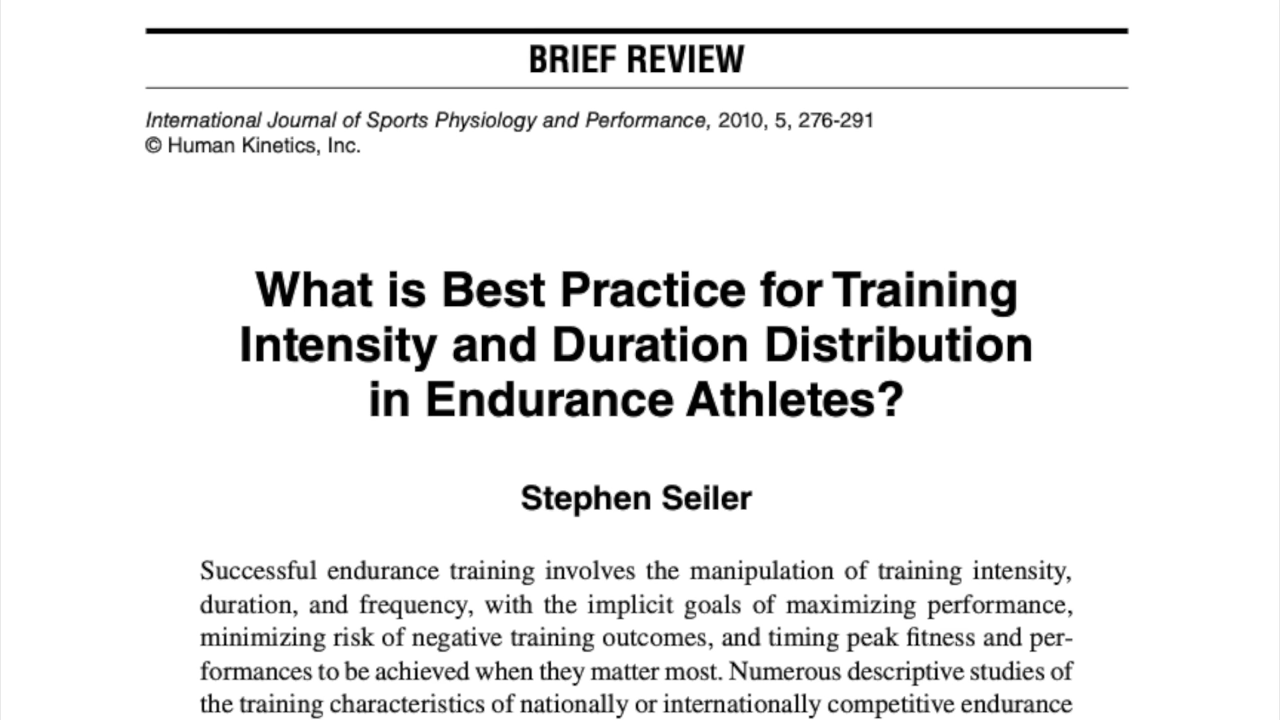 BRIEF REVIEW
International Journal of Sports Physiology and Performance, 2010, 5, 276-291
© Human Kinetics, Inc.
What is Best Practice for Training
Intensity and Duration Distribution
in Endurance Athletes?
Stephen Seiler
Successful endurance training involves the manipulation of training intensity,
duration, and frequency, with the implicit goals of maximizing performance,
minimizing risk of negative training outcomes, and timing peak fitness and per-
formances to be achieved when they matter most. Numerous descriptive studies of
the training characteristics of nationally or internationally competitive endurance